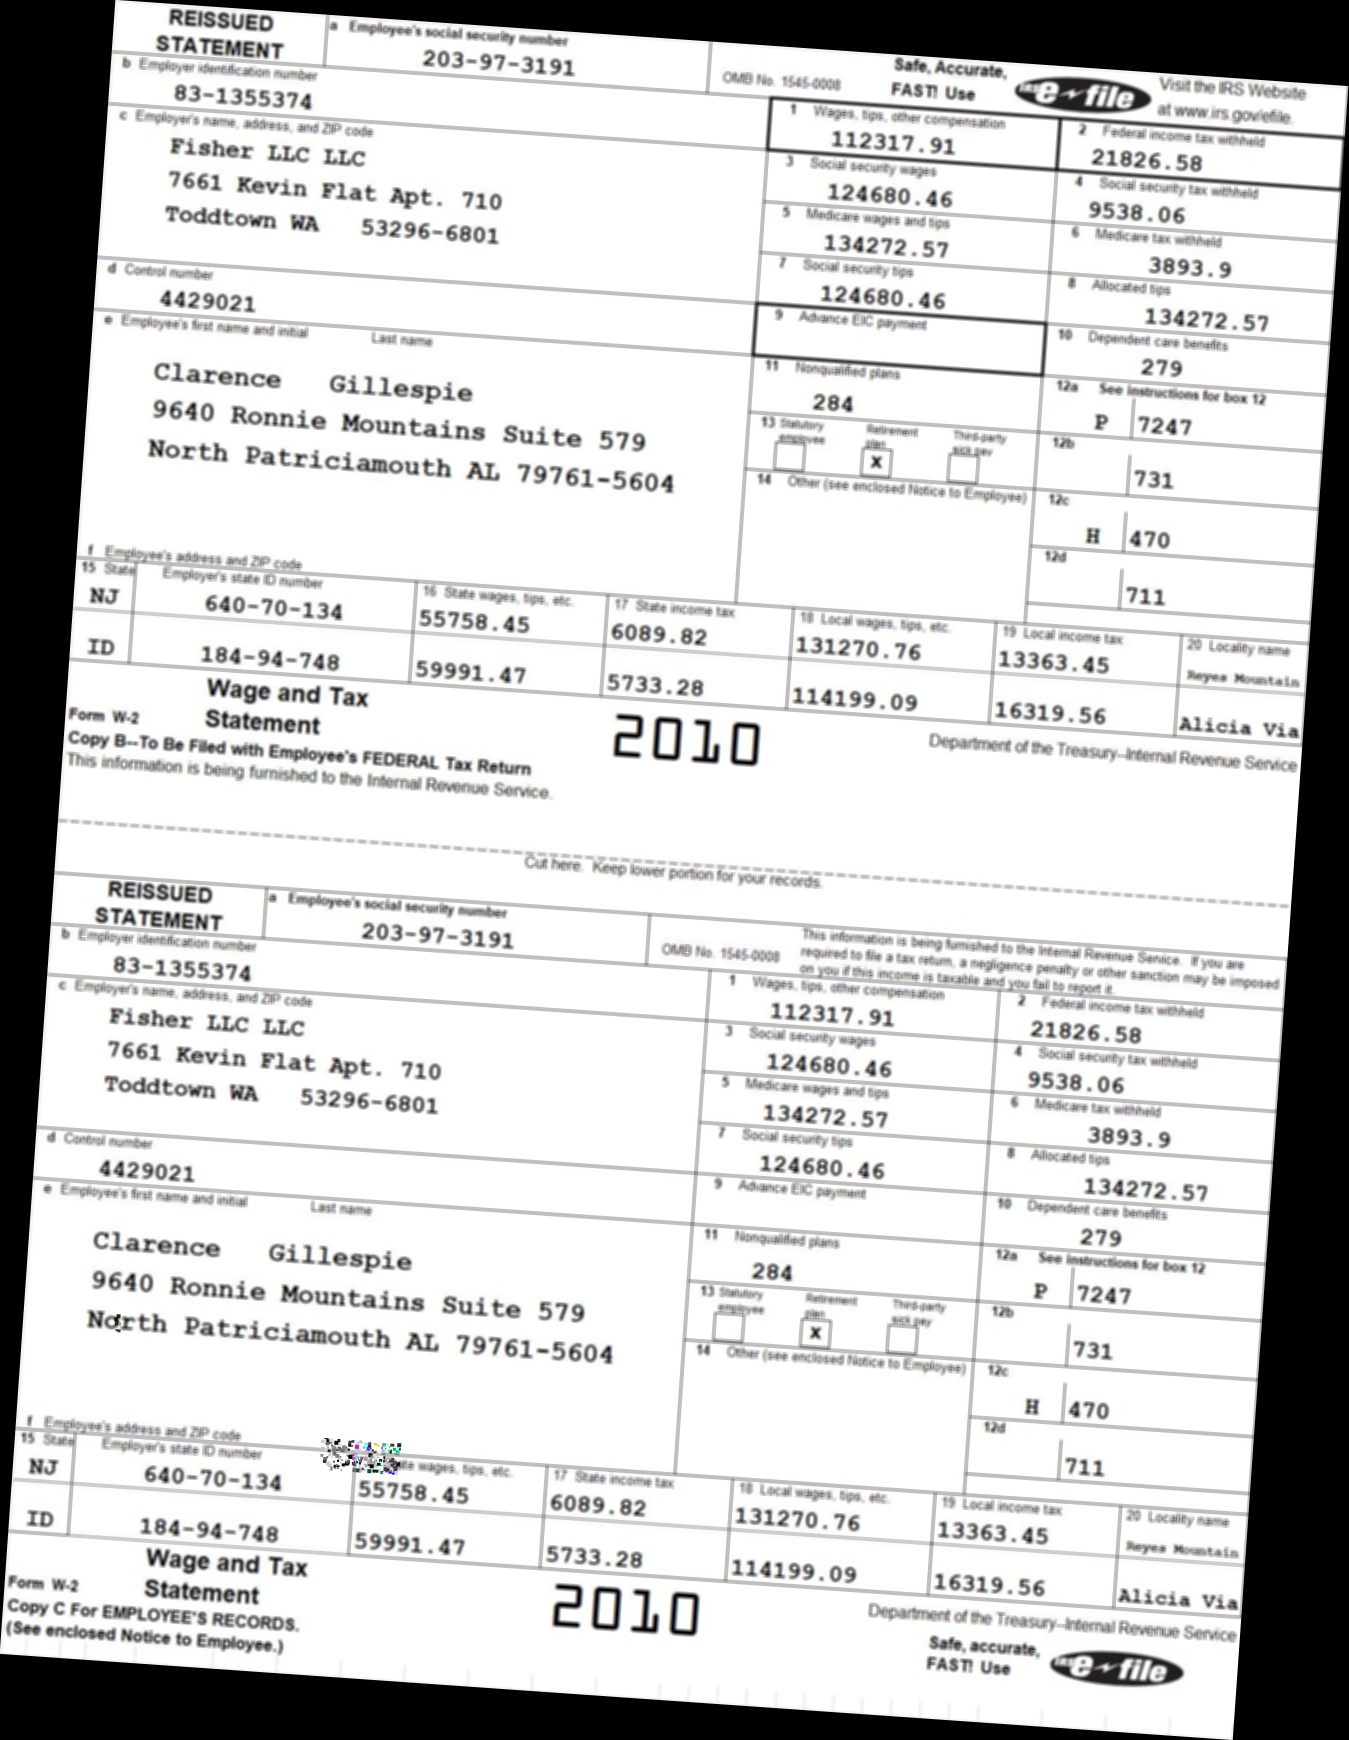 REISSUED STATEMENT
a Employee's social security number
203-97-3191
OMB No. 1545-0008
Safe, Accurate, FAST! Use
IRS e-file
Visit the IRS Website at www.irs.gov/efile.
b Employer identification number
83-1355374
c Employer's name, address, and ZIP code
Fisher LLC LLC
7661 Kevin Flat Apt. 710
Toddtown WA 53296-6801
1 Wages, tips, other compensation
112317.91
2 Federal income tax withheld
21826.58
3 Social security wages
124680.46
4 Social security tax withheld
9538.06
5 Medicare wages and tips
134272.57
6 Medicare tax withheld
3893.9
7 Social security tips
124680.46
8 Allocated tips
134272.57
d Control number
4429021
9 Advance EIC payment
10 Dependent care benefits
279
e Employee's first name and initial Last name
Clarence Gillespie
9640 Ronnie Mountains Suite 579
North Patriciamouth AL 79761-5604
11 Nonqualified plans
284
12a See instructions for box 12
P 7247
13 Statutory employee Retirement plan Third-party sick pay
X
12b
731
14 Other (see enclosed Notice to Employee)
12c
H 470
12d
711
f Employee's address and ZIP code
15 State Employer's state ID number
16 State wages, tips, etc.
17 State income tax
18 Local wages, tips, etc.
19 Local income tax
20 Locality name
NJ 640-70-134 55758.45 6089.82 131270.76 13363.45 Reyes Mountain
ID 184-94-748 59991.47 5733.28 114199.09 16319.56 Alicia Via
Form W-2 Wage and Tax Statement
2010
Department of the Treasury--Internal Revenue Service
Copy B--To Be Filed with Employee's FEDERAL Tax Return
This information is being furnished to the Internal Revenue Service.
Cut here. Keep lower portion for your records.
REISSUED STATEMENT
a Employee's social security number
203-97-3191
OMB No. 1545-0008
This information is being furnished to the Internal Revenue Service. If you are
required to file a tax return, a negligence penalty or other sanction may be imposed
on you if this income is taxable and you fail to report it.
b Employer identification number
83-1355374
c Employer's name, address, and ZIP code
Fisher LLC LLC
7661 Kevin Flat Apt. 710
Toddtown WA 53296-6801
1 Wages, tips, other compensation
112317.91
2 Federal income tax withheld
21826.58
3 Social security wages
124680.46
4 Social security tax withheld
9538.06
5 Medicare wages and tips
134272.57
6 Medicare tax withheld
3893.9
7 Social security tips
124680.46
8 Allocated tips
134272.57
d Control number
4429021
9 Advance EIC payment
10 Dependent care benefits
279
e Employee's first name and initial Last name
Clarence Gillespie
9640 Ronnie Mountains Suite 579
North Patriciamouth AL 79761-5604
11 Nonqualified plans
284
12a See instructions for box 12
P 7247
13 Statutory employee Retirement plan Third-party sick pay
X
12b
731
14 Other (see enclosed Notice to Employee)
12c
H 470
12d
711
f Employee's address and ZIP code
15 State Employer's state ID number
wages, tips, etc.
17 State income tax
18 Local wages, tips, etc.
19 Local income tax
20 Locality name
NJ 640-70-134 55758.45 6089.82 131270.76 13363.45 Reyes Mountain
ID 184-94-748 59991.47 5733.28 114199.09 16319.56 Alicia Via
Form W-2 Wage and Tax Statement
2010
Department of the Treasury--Internal Revenue Service
Copy C For EMPLOYEE'S RECORDS.
(See enclosed Notice to Employee.)
Safe, accurate, FAST! Use
IRS e-file